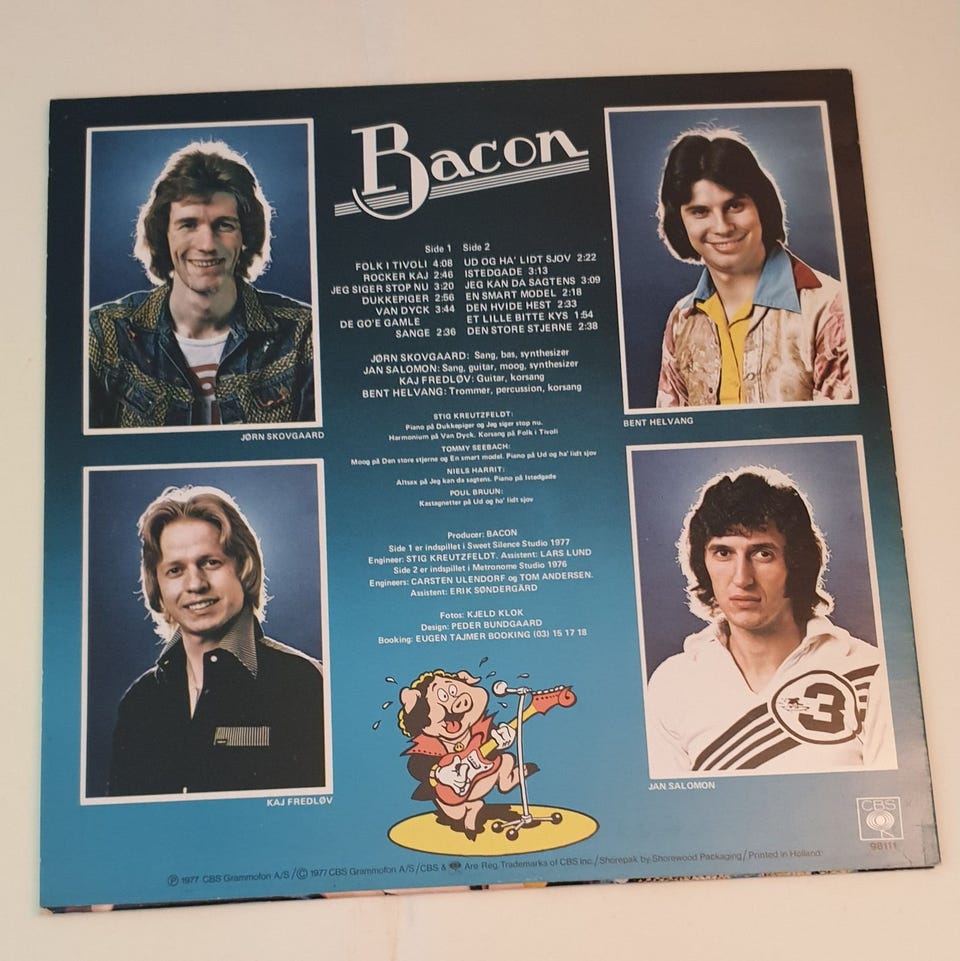 Bacon
Side 1
FOLK I TIVOLI 4:08
ROCKER KAJ 2:46
JEG SIGER STOP NU 3:20
DUKKEPIGER 2:56
VAN DYCK 3:44
DE GO'E GAMLE
SANGE 2:36
Side 2
UD OG HA' LIDT SJOV 2:22
ISTEDGADE 3:13
JEG KAN DA SAGTENS 3:09
EN SMART MODEL 2:18
DEN HVIDE HEST 2:33
ET LILLE BITTE KYS 1:54
DEN STORE STJERNE 2:38
JØRN SKOVGAARD: Sang, bas, synthesizer
JAN SALOMON: Sang, guitar, moog, synthesizer
KAJ FREDLØV: Guitar, korsang
BENT HELVANG: Trommer, percussion, korsang
STIG KREUTZFELDT:
Piano på Dukkepiger og Jeg siger stop nu.
Harmonium på Van Dyck. Korsang på Folk i Tivoli
TOMMY SEEBACH:
Moog på Den store stjerne og En smart model. Piano på Ud og ha' lidt sjov
NIELS HARRIT:
Altsax på Jeg kan da sagtens. Piano på Istedgade
POUL BRUUN:
Kastagnetter på Ud og ha' lidt sjov
Producer: BACON
Side 1 er indspillet i Sweet Silence Studio 1977
Engineer: STIG KREUTZFELDT. Assistent: LARS LUND
Side 2 er indspillet i Metronome Studio 1976
Engineers: CARSTEN ULENDORF og TOM ANDERSEN.
Assistent: ERIK SØNDERGÅRD
Fotos: KJELD KLOK
Design: PEDER BUNDGAARD
Booking: EUGEN TAJMER BOOKING (03) 15 17 18
JØRN SKOVGAARD
BENT HELVANG
KAJ FREDLØV
3
JAN SALOMON
CBS
98111
Ⓟ 1977 CBS Grammofon A/S/Ⓒ 1977 CBS Grammofon A/S/CBS & Are Reg. Trademarks of CBS Inc./Shorepak by Shorewood Packaging/Printed in Holland